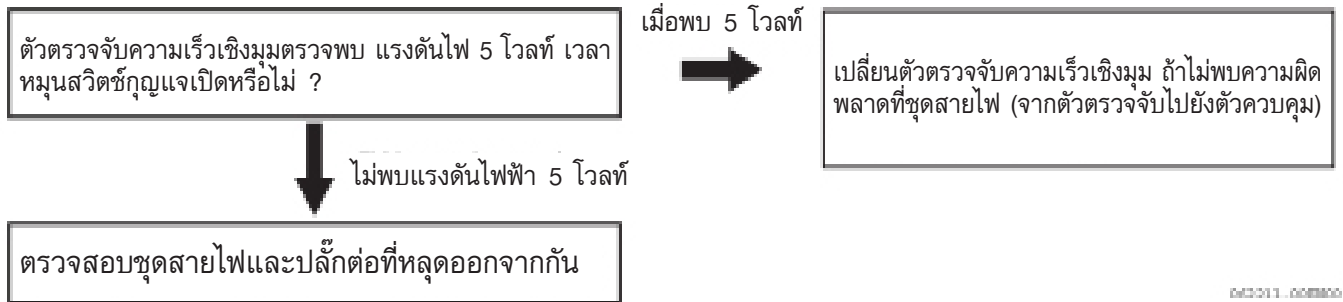 เมื่อพบ 5 โวลท์
ตัวตรวจจับความเร็วเชิงมุมตรวจพบ แรงดันไฟ 5 โวลท์ เวลา
หมุนสวิตช์กุญแจเปิดหรือไม่ ?
เปลี่ยนตัวตรวจจับความเร็วเชิงมุม ถ้าไม่พบความผิด
พลาดที่ชุดสายไฟ (จากตัวตรวจจับไปยังตัวควบคุม)
ไม่พบแรงดันไฟฟ้า 5 โวลท์
ตรวจสอบชุดสายไฟและปลั๊กต่อที่หลุดออกจากกัน